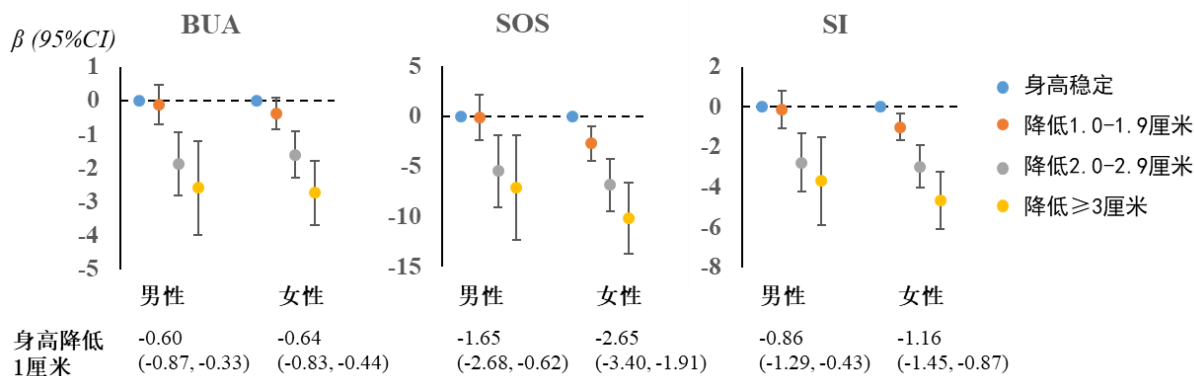 BUA
SOS
SI
β (95%CI)
1
0
-1
-2
-3
-4
-5
男性
女性
5
0
-5
-10
-15
男性
女性
2
0
-2
-4
-6
-8
男性
女性
身高稳定
降低1.0-1.9厘米
降低2.0-2.9厘米
降低≥3厘米
身高降低
1厘米
-0.60
(-0.87, -0.33)
-0.64
(-0.83, -0.44)
-1.65
(-2.68, -0.62)
-2.65
(-3.40, -1.91)
-0.86
(-1.29, -0.43)
-1.16
(-1.45, -0.87)